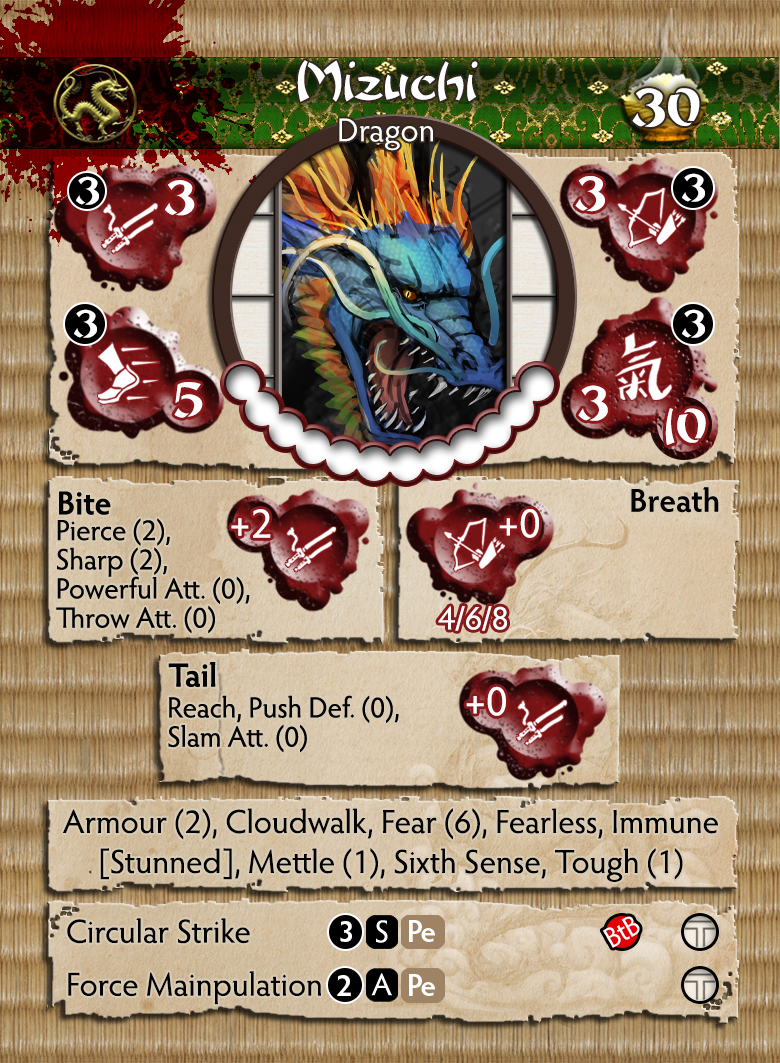 Mizuchi
30
Dragon
3 3
3 3
3 5
3 氣 3 10
Bite
Pierce (2),
Sharp (2),
Powerful Att. (0),
Throw Att. (0)
+2
Breath
+0
4/6/8
Tail
Reach, Push Def. (0),
Slam Att. (0)
+0
Armour (2), Cloudwalk, Fear (6), Fearless, Immune
[Stunned], Mettle (1), Sixth Sense, Tough (1)
Circular Strike 3 S Pe BtB T
Force Mainpulation 2 A Pe T